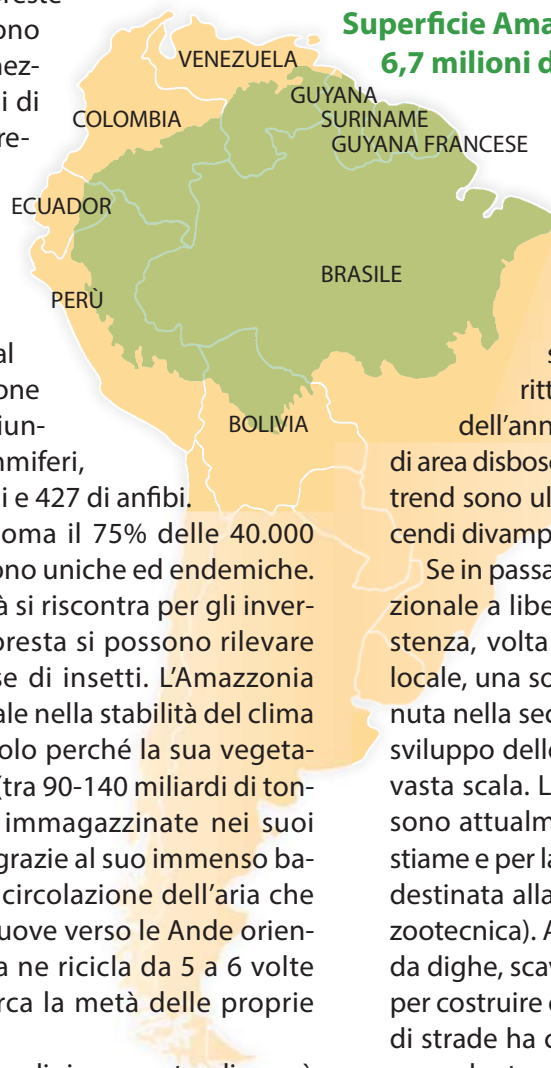 ono
nez-
i di
re-
al
one
iun-
mmiferi,
i e 427 di anfibi.
oma il 75% delle 40.000
ono uniche ed endemiche.
à si riscontra per gli inver-
oresta si possono rilevare
se di insetti. L'Amazzonia
ale nella stabilità del clima
olo perché la sua vegeta-
(tra 90-140 miliardi di ton-
immagazzinate nei suoi
grazie al suo immenso ba-
circolazione dell'aria che
uove verso le Ande orien-
a ne ricicla da 5 a 6 volte
rca la metà delle proprie
Superficie Ama
6,7 milioni d
VENEZUELA
GUYANA
COLOMBIA
SURINAME
GUYANA FRANCESE
ECUADOR
BRASILE
PERÙ
BOLIVIA
s
ritt
dell'ann
di area disbosc
trend sono ul
cendi divamp
Se in passa
zionale a libe
stenza, volta
locale, una sc
nuta nella sec
sviluppo delle
vasta scala. L
sono attualm
stiame e per la
destinata alla
zootecnica). A
da dighe, scav
per costruire e
di strade ha c